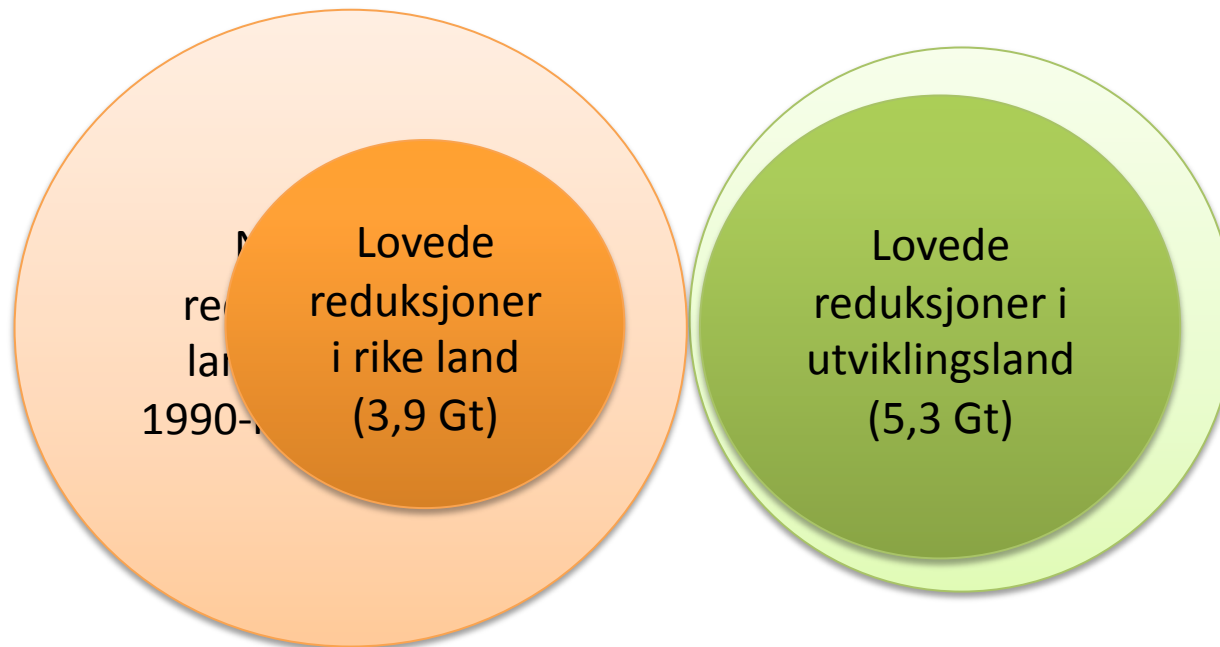 Lovede
reduksjoner
i rike land
(3,9 Gt)
Lovede
reduksjoner i
utviklingsland
(5,3 Gt)